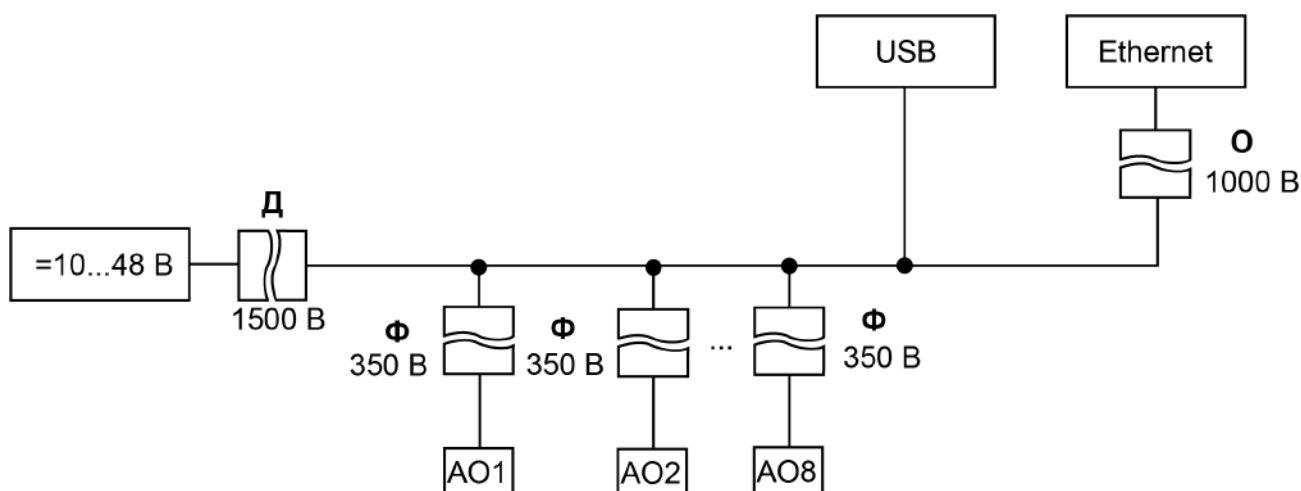 USB
Ethernet
О
1000 В
Д
=10...48 В
1500 В
Ф
350 В
Ф
350 В
...
Ф
350 В
AO1
AO2
AO8